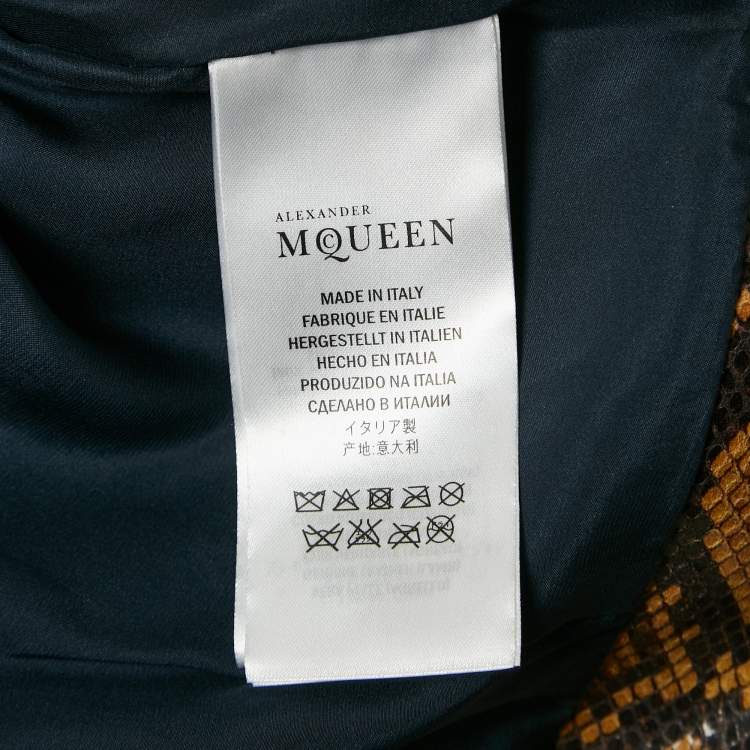 ALEXANDER
McQUEEN
MADE IN ITALY
FABRIQUE EN ITALIE
HERGESTELLT IN ITALIEN
HECHO EN ITALIA
PRODUZIDO NA ITALIA
СДЕЛАНО В ИТАЛИИ
イタリア製
产地:意大利